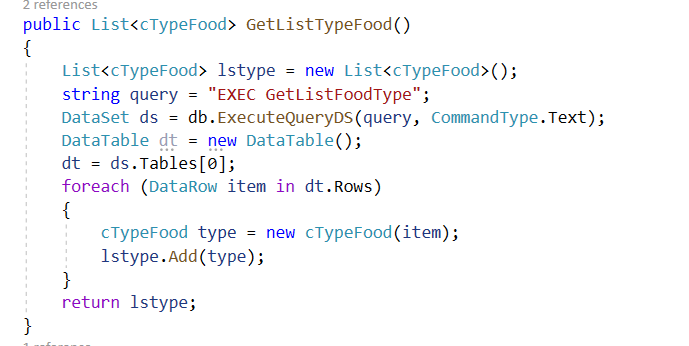 2 references
public List<cTypeFood> GetListTypeFood()
{
List<cTypeFood> lstype = new List<cTypeFood>();
string query = "EXEC GetListFoodType";
DataSet ds = db.ExecuteQueryDS(query, CommandType.Text);
DataTable dt = new DataTable();
dt = ds.Tables[0];
foreach (DataRow item in dt.Rows)
{
cTypeFood type = new cTypeFood(item);
lstype.Add(type);
}
return lstype;
}
1 reference